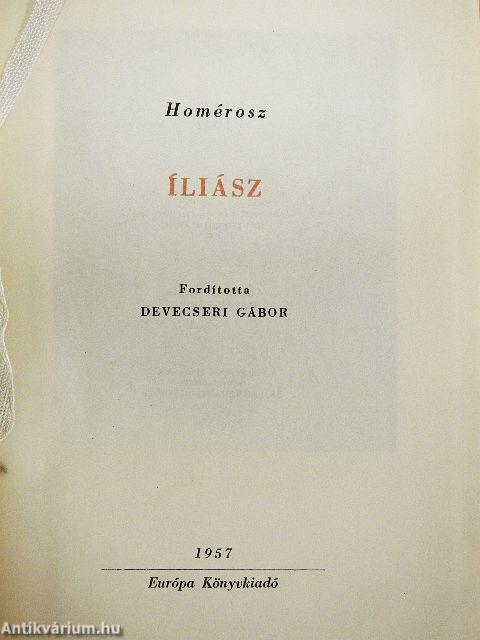 Homérosz
ÍLIÁSZ
Fordította
DEVECSERI GÁBOR
1957
Európa Könyvkiadó
Antikvárium.hu